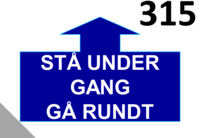 315
STÅ UNDER
GANG
GÅ RUNDT